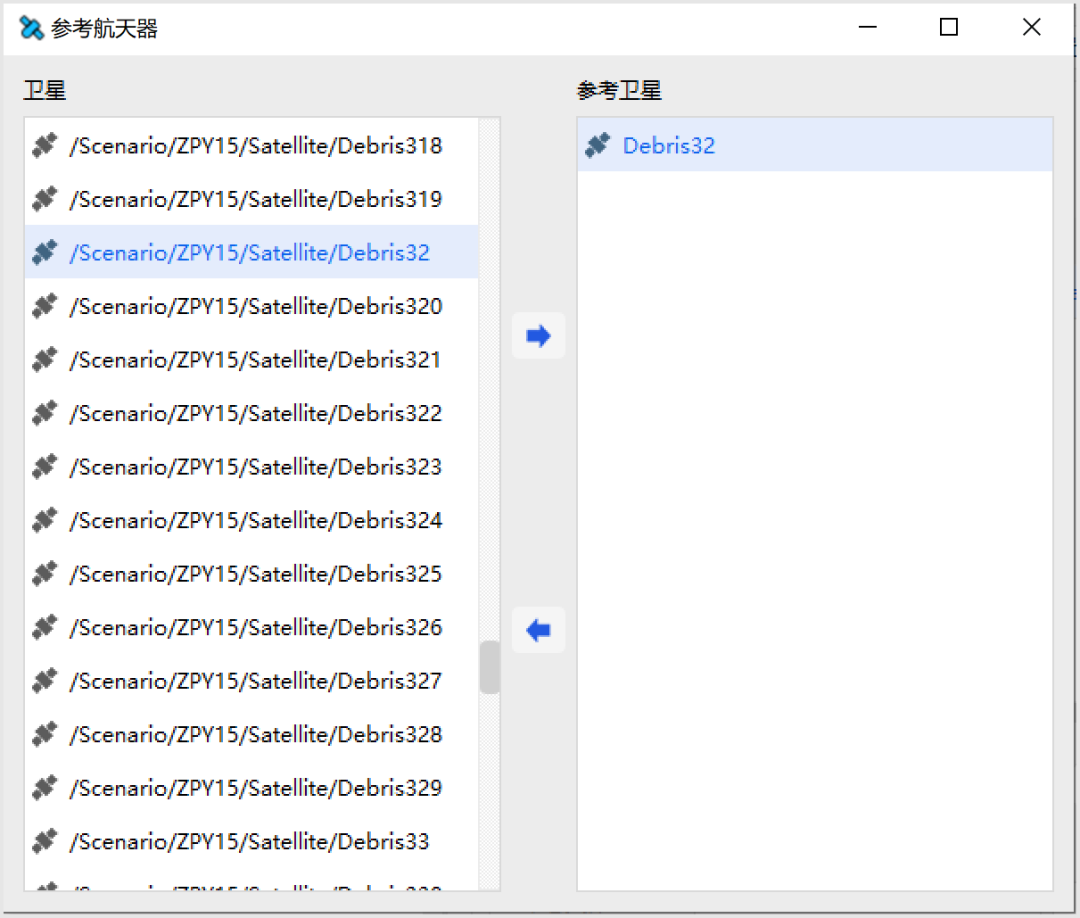 参考航天器
卫星
参考卫星
/Scenario/ZPY15/Satellite/Debris318
/Scenario/ZPY15/Satellite/Debris319
/Scenario/ZPY15/Satellite/Debris32
/Scenario/ZPY15/Satellite/Debris320
/Scenario/ZPY15/Satellite/Debris321
/Scenario/ZPY15/Satellite/Debris322
/Scenario/ZPY15/Satellite/Debris323
/Scenario/ZPY15/Satellite/Debris324
/Scenario/ZPY15/Satellite/Debris325
/Scenario/ZPY15/Satellite/Debris326
/Scenario/ZPY15/Satellite/Debris327
/Scenario/ZPY15/Satellite/Debris328
/Scenario/ZPY15/Satellite/Debris329
/Scenario/ZPY15/Satellite/Debris33
Debris32